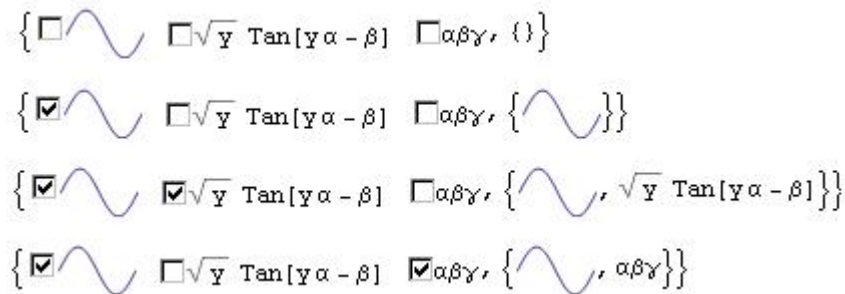 {☐ √y Tan[y α - β] ☐αβγ, {}}
{☑ ☐√y Tan[y α - β] ☐αβγ, {}}
{☑ ☑√y Tan[y α - β] ☐αβγ, {, √y Tan[y α - β]}}
{☑ ☐√y Tan[y α - β] ☑αβγ, {, αβγ}}